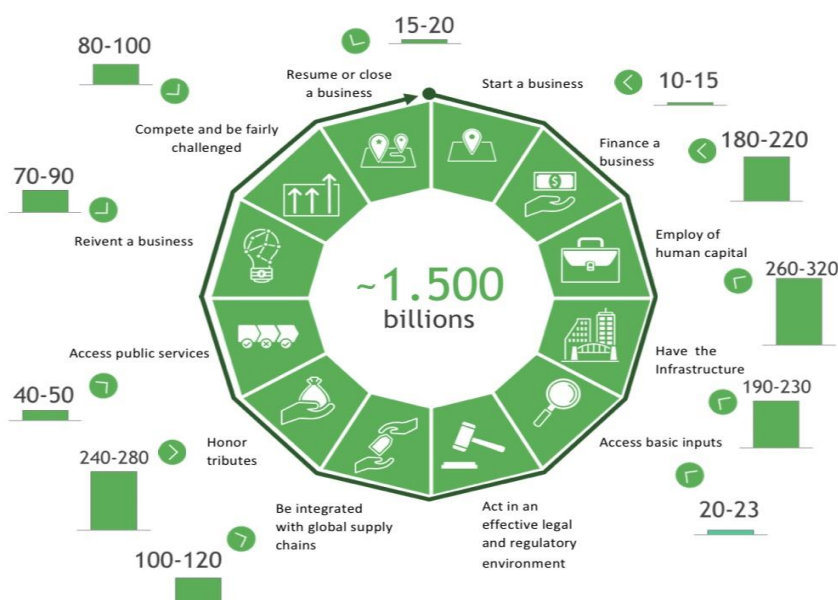 15-20
Resume or close
a business
Start a business
10-15
80-100
Compete and be fairly
challenged
Finance a
business
180-220
70-90
Reivent a business
Employ of
human capital
260-320
~1.500
billions
Access public services
40-50
Have the
Infrastructure
190-230
Honor
tributes
240-280
Access basic inputs
20-23
Be integrated
with global supply
chains
100-120
Act in an
effective legal
and regulatory
environment
$